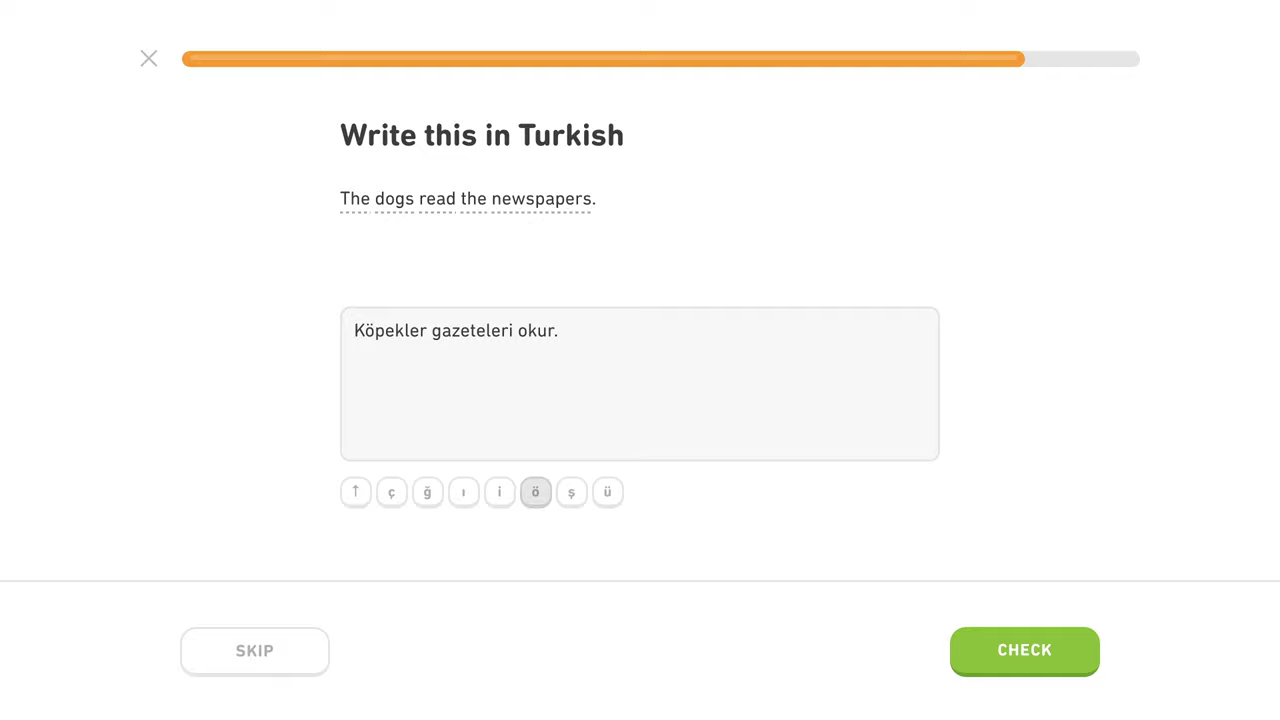 Write this in Turkish
The dogs read the newspapers.
Köpekler gazeteleri okur.
↑ ç ğ ı i ö ş ü
SKIP
CHECK